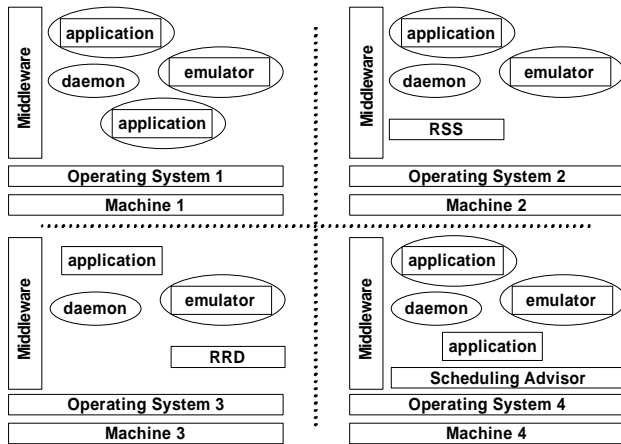 Middleware
application
daemon
emulator
application
Operating System 1
Machine 1
Middleware
application
daemon
emulator
RSS
Operating System 2
Machine 2
Middleware
application
daemon
emulator
RRD
Operating System 3
Machine 3
Middleware
application
daemon
emulator
application
Scheduling Advisor
Operating System 4
Machine 4